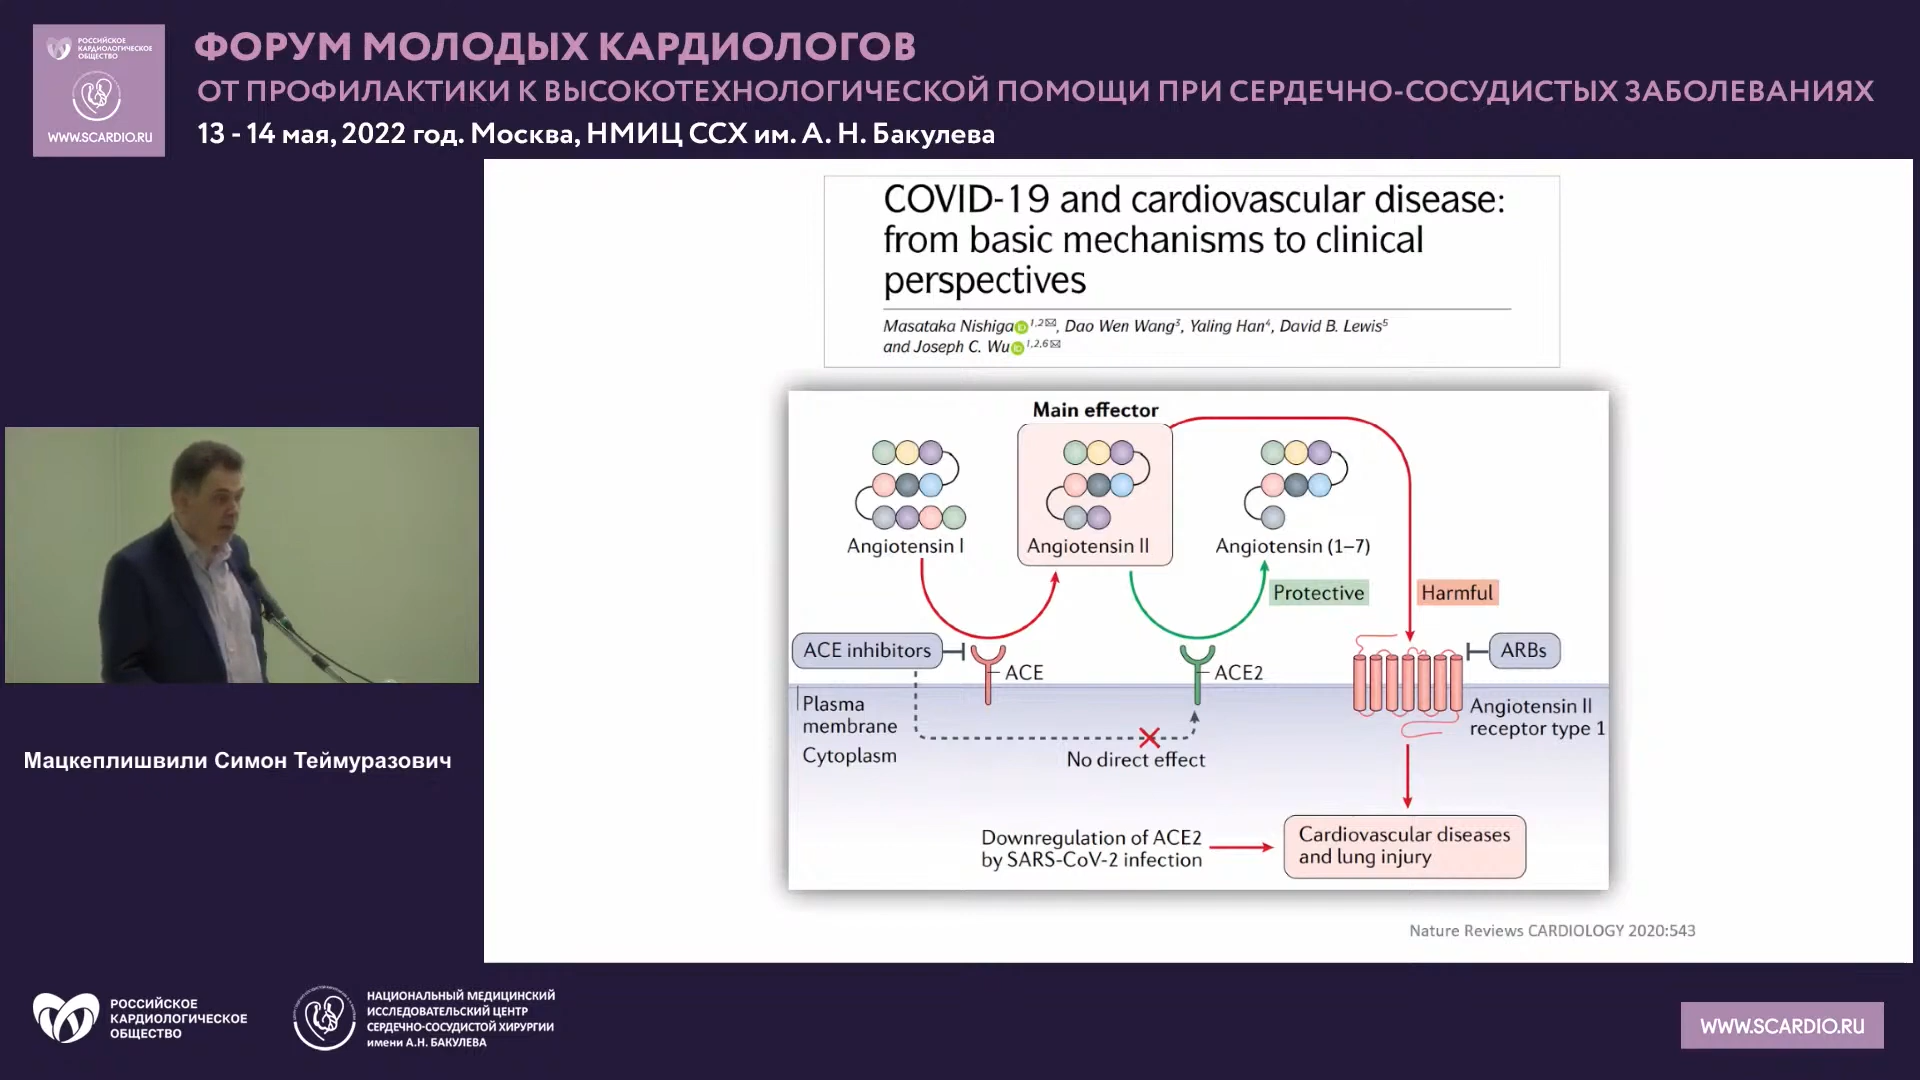 РОССИЙСКОЕ
КАРДИОЛОГИЧЕСКОЕ
ОБЩЕСТВО
WWW.SCARDIO.RU
ФОРУМ МОЛОДЫХ КАРДИОЛОГОВ
ОТ ПРОФИЛАКТИКИ К ВЫСОКОТЕХНОЛОГИЧЕСКОЙ ПОМОЩИ ПРИ СЕРДЕЧНО-СОСУДИСТЫХ ЗАБОЛЕВАНИЯХ
13 - 14 мая, 2022 год. Москва, НМИЦ ССХ им. А. Н. Бакулева
COVID-19 and cardiovascular disease:
from basic mechanisms to clinical
perspectives
Masataka Nishiga 1,2✉, Dao Wen Wang3, Yaling Han4, David B. Lewis5
and Joseph C. Wu 1,2,6✉
Main effector
Angiotensin I
Angiotensin II
Angiotensin (1–7)
Protective
Harmful
ACE inhibitors
ACE
ACE2
ARBs
Plasma
membrane
Cytoplasm
No direct effect
Angiotensin II
receptor type 1
Downregulation of ACE2
by SARS-CoV-2 infection
Cardiovascular diseases
and lung injury
Nature Reviews CARDIOLOGY 2020:543
Мацкеплишвили Симон Теймуразович
РОССИЙСКОЕ
КАРДИОЛОГИЧЕСКОЕ
ОБЩЕСТВО
НАЦИОНАЛЬНЫЙ МЕДИЦИНСКИЙ
ИССЛЕДОВАТЕЛЬСКИЙ ЦЕНТР
СЕРДЕЧНО-СОСУДИСТОЙ ХИРУРГИИ
имени А.Н. БАКУЛЕВА
WWW.SCARDIO.RU